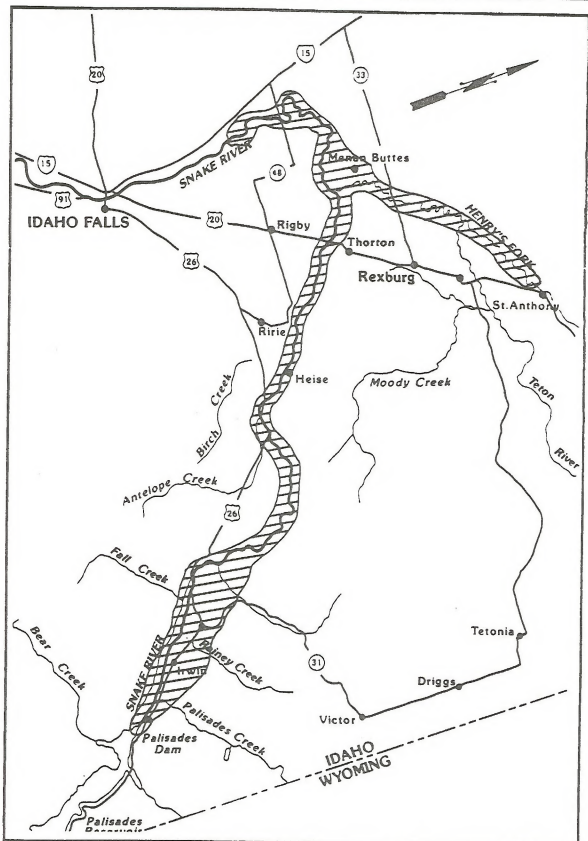 15
20
33
Menan Buttes
SNAKE RIVER
48
15
91
IDAHO FALLS
20
Rigby
HENRY'S FORK
Thorton
Rexburg
St. Anthony
26
Ririe
Heise
Moody Creek
Teton
River
Birch
Creek
Antelope Creek
26
Fall Creek
Bear
Creek
SNAKE RIVER
Rainey Creek
Irwin
31
Tetonia
Driggs
Victor
Palisades Creek
Palisades
Dam
IDAHO
WYOMING
Palisades
Reservoir